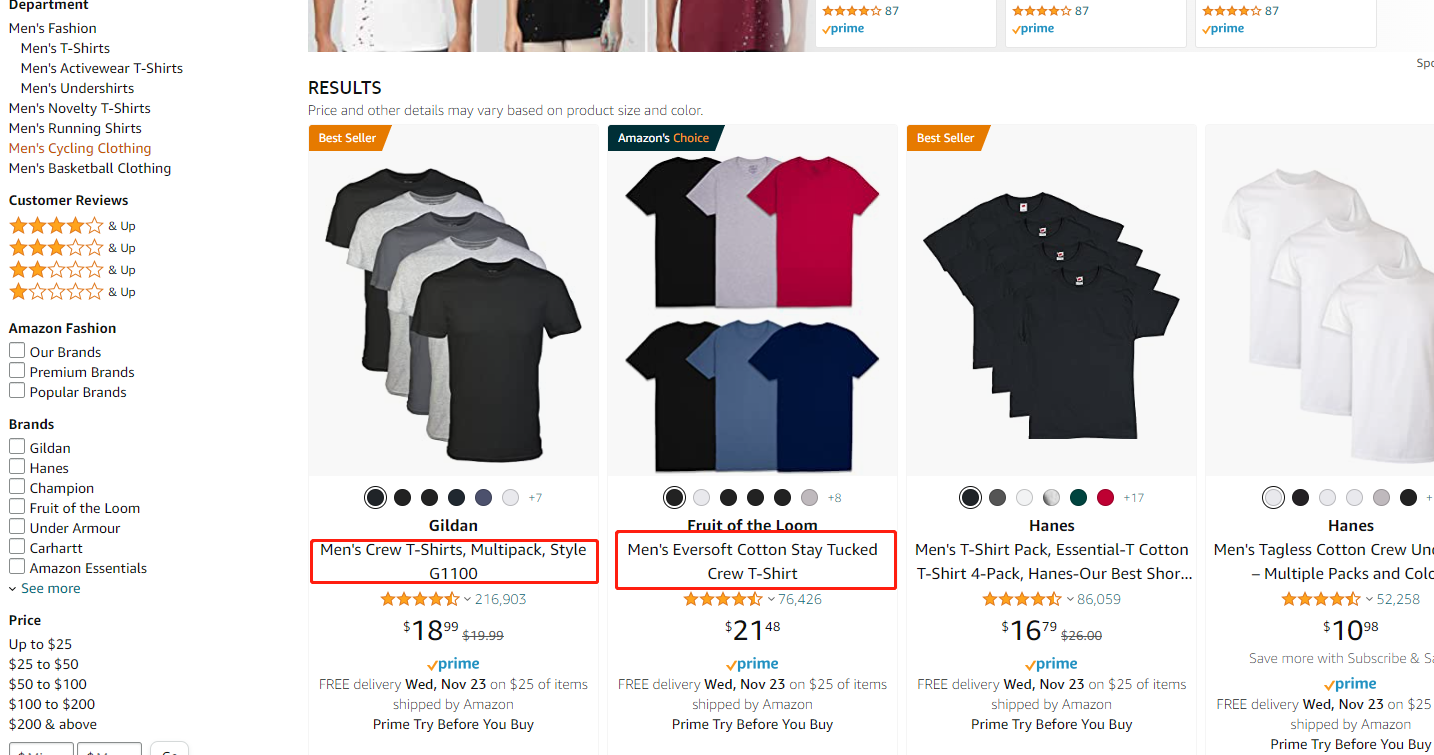 Department
Men's Fashion
Men's T-Shirts
Men's Activewear T-Shirts
Men's Undershirts
Men's Novelty T-Shirts
Men's Running Shirts
Men's Cycling Clothing
Men's Basketball Clothing
Customer Reviews
& Up
& Up
& Up
& Up
Amazon Fashion
Our Brands
Premium Brands
Popular Brands
Brands
Gildan
Hanes
Champion
Fruit of the Loom
Under Armour
Carhartt
Amazon Essentials
See more
Price
Up to $25
$25 to $50
$50 to $100
$100 to $200
$200 & above
87
prime
87
prime
87
prime
Spo
RESULTS
Price and other details may vary based on product size and color.
Best Seller
+7
Gildan
Men's Crew T-Shirts, Multipack, Style
G1100
216,903
$18 99 $19.99
prime
FREE delivery Wed, Nov 23 on $25 of items
shipped by Amazon
Prime Try Before You Buy
Amazon's Choice
+8
Fruit of the Loom
Men's Eversoft Cotton Stay Tucked
Crew T-Shirt
76,426
$21 48
prime
FREE delivery Wed, Nov 23 on $25 of items
shipped by Amazon
Prime Try Before You Buy
Best Seller
+17
Hanes
Men's T-Shirt Pack, Essential-T Cotton
T-Shirt 4-Pack, Hanes-Our Best Shor...
86,059
$16 79 $26.00
prime
FREE delivery Wed, Nov 23 on $25 of items
shipped by Amazon
Prime Try Before You Buy
+
Hanes
Men's Tagless Cotton Crew Un
– Multiple Packs and Colo
52,258
$10 98
Save more with Subscribe & Sa
prime
FREE delivery Wed, Nov 23 on $25 of
shipped by Amazon
Prime Try Before You Buy